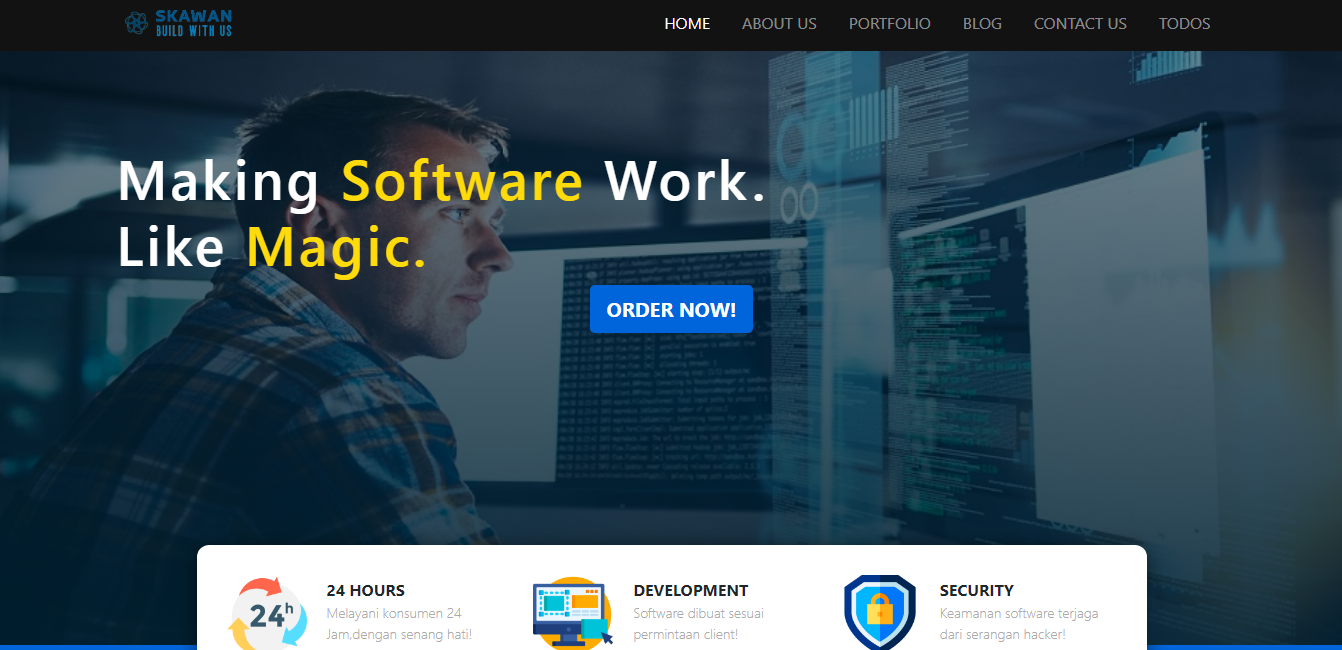 SKAWAN
BUILD WITH US
HOME ABOUT US PORTFOLIO BLOG CONTACT US TODOS
Making Software Work.
Like Magic.
ORDER NOW!
24h
24 HOURS
Melayani konsumen 24
Jam,dengan senang hati!
DEVELOPMENT
Software dibuat sesuai
permintaan client!
SECURITY
Keamanan software terjaga
dari serangan hacker!